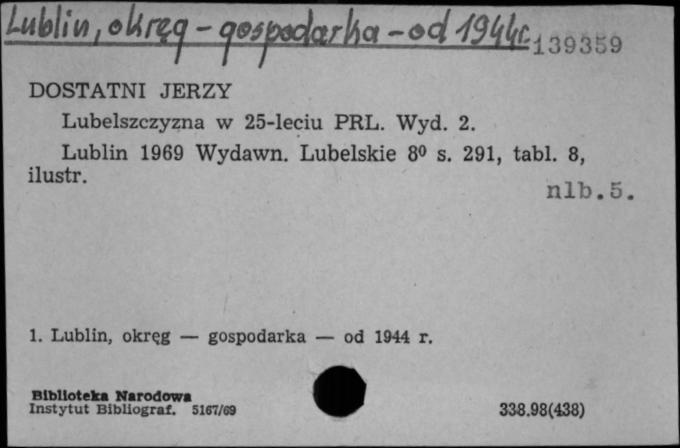 Lublin, okręg - gospodarka - od 1944r.
139359
DOSTATNI JERZY
Lubelszczyzna w 25-leciu PRL. Wyd. 2.
Lublin 1969 Wydawn. Lubelskie 8⁰ s. 291, tabl. 8,
ilustr.
nlb.5.
1. Lublin, okręg — gospodarka — od 1944 r.
Biblioteka Narodowa
Instytut Bibliograf. 5167/69
338.98(438)